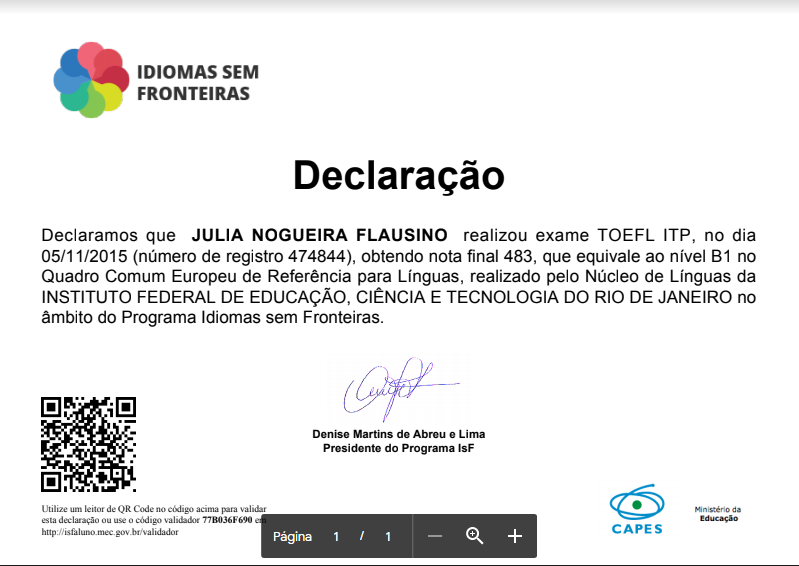 IDIOMAS SEM
FRONTEIRAS
Declaração
Declaramos que JULIA NOGUEIRA FLAUSINO realizou exame TOEFL ITP, no dia
05/11/2015 (número de registro 474844), obtendo nota final 483, que equivale ao nível B1 no
Quadro Comum Europeu de Referência para Línguas, realizado pelo Núcleo de Línguas da
INSTITUTO FEDERAL DE EDUCAÇÃO, CIÊNCIA E TECNOLOGIA DO RIO DE JANEIRO no
âmbito do Programa Idiomas sem Fronteiras.
Denise Martins de Abreu e Lima
Presidente do Programa IsF
Utilize um leitor de QR Code no código acima para validar
esta declaração ou use o código validador 77B036F690 em
http://isfaluno.mec.gov.br/validador
CAPES
Ministério da
Educação
Página 1 / 1